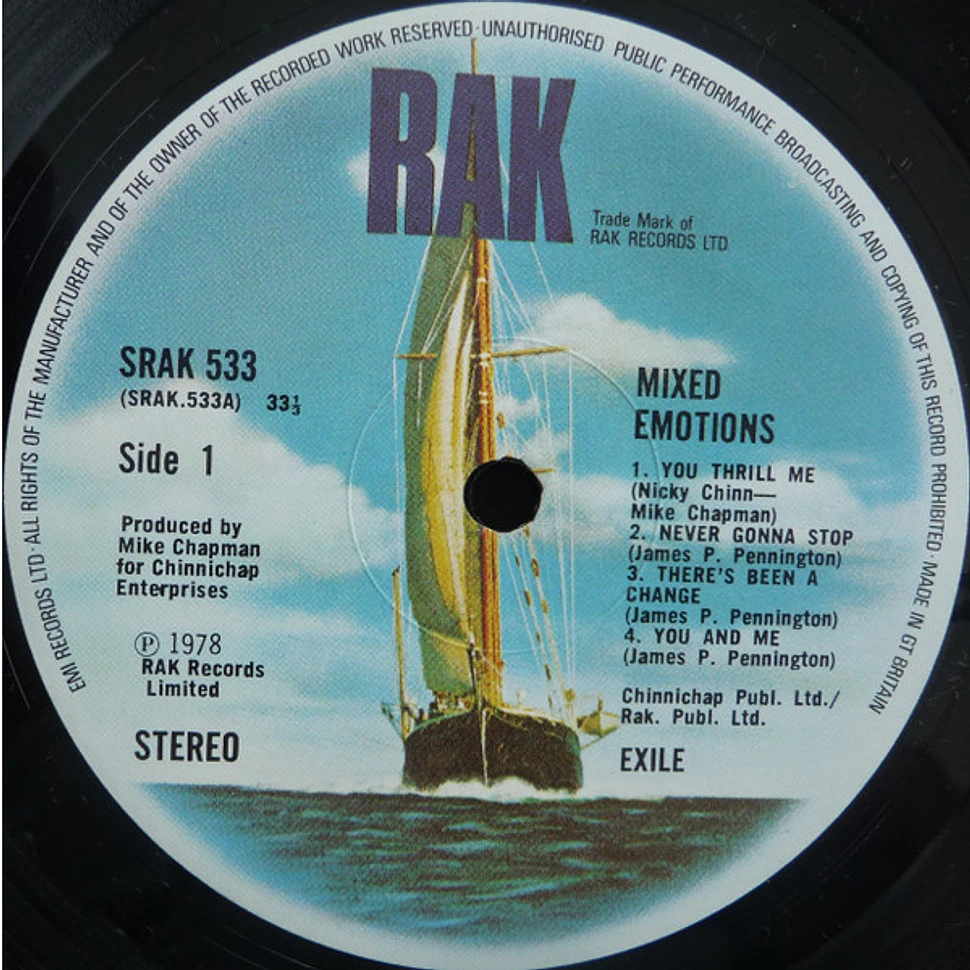 EMI RECORDS LTD · ALL RIGHTS OF THE MANUFACTURER AND OF THE OWNER OF THE RECORDED WORK RESERVED · UNAUTHORISED PUBLIC PERFORMANCE BROADCASTING AND COPYING OF THIS RECORD PROHIBITED · MADE IN GT BRITAIN
RAK
Trade Mark of
RAK RECORDS LTD
SRAK 533
(SRAK.533A) 33⅓
Side 1
Produced by
Mike Chapman
for Chinnichap
Enterprises
Ⓟ 1978
RAK Records
Limited
STEREO
MIXED
EMOTIONS
1. YOU THRILL ME
(Nicky Chinn—
Mike Chapman)
2. NEVER GONNA STOP
(James P. Pennington)
3. THERE'S BEEN A
CHANGE
(James P. Pennington)
4. YOU AND ME
(James P. Pennington)
Chinnichap Publ. Ltd./
Rak. Publ. Ltd.
EXILE